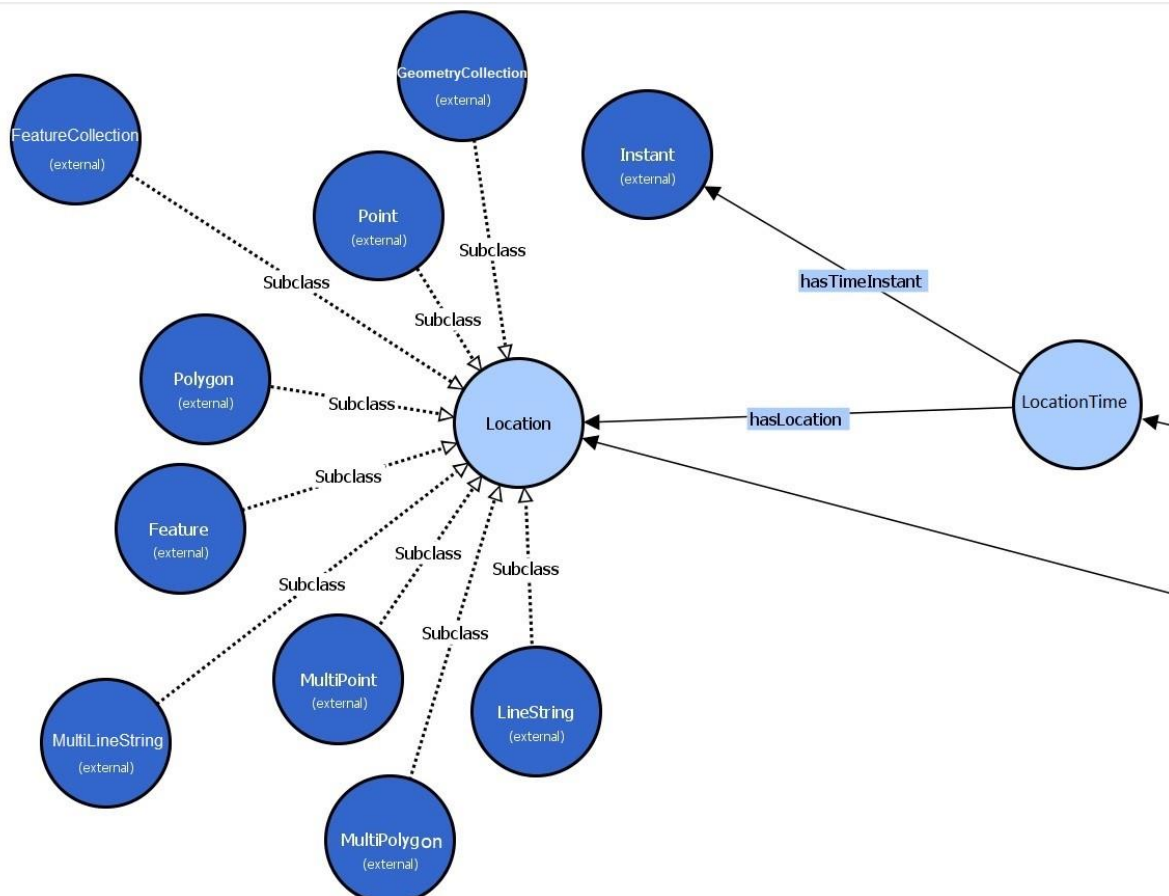 GeometryCollection
(external)
FeatureCollection
(external)
Instant
(external)
Point
(external)
Subclass
Subclass
hasTimeInstant
Subclass
Polygon
(external)
Subclass
LocationTime
hasLocation
Location
Subclass
Feature
(external)
Subclass
Subclass
Subclass
Subclass
MultiPoint
(external)
LineString
(external)
MultiLineString
(external)
MultiPolygon
(external)